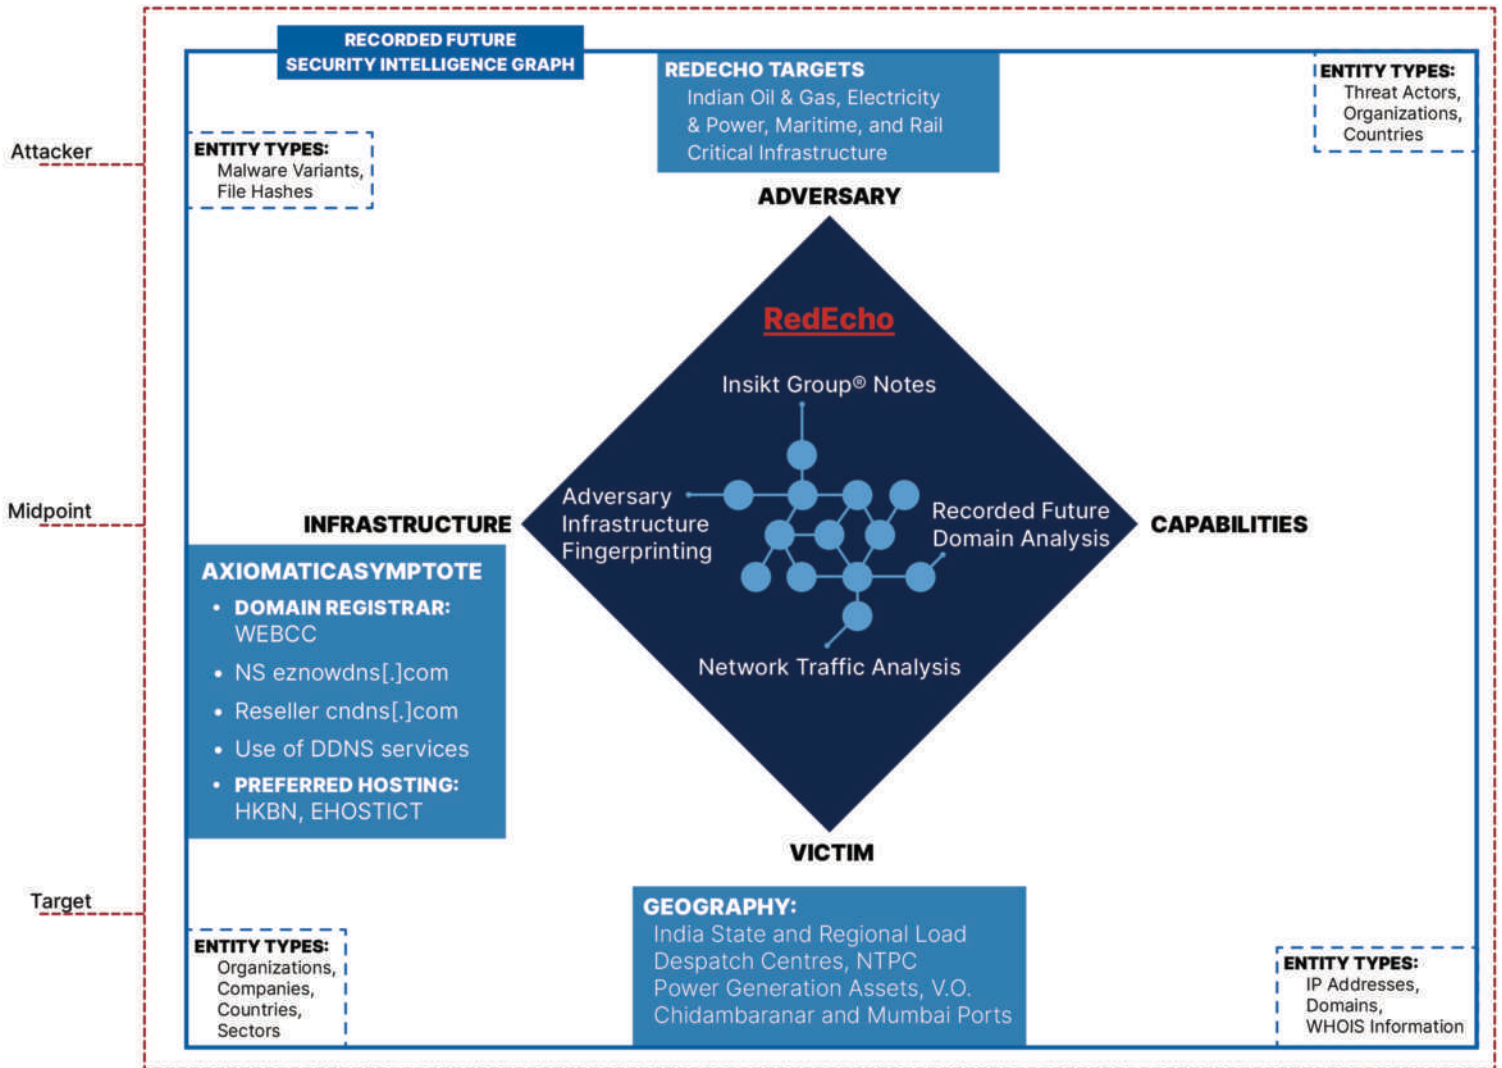 RECORDED FUTURE
SECURITY INTELLIGENCE GRAPH
REDECHO TARGETS
Indian Oil & Gas, Electricity
& Power, Maritime, and Rail
Critical Infrastructure
ENTITY TYPES:
Threat Actors,
Organizations,
Countries
Attacker
ENTITY TYPES:
Malware Variants,
File Hashes
ADVERSARY
RedEcho
Insikt Group® Notes
Adversary
Infrastructure
Fingerprinting
Recorded Future
Domain Analysis
Network Traffic Analysis
Midpoint
INFRASTRUCTURE
CAPABILITIES
AXIOMATICASYMPTOTE
• DOMAIN REGISTRAR:
WEBCC
• NS eznowdns[.]com
• Reseller cndns[.]com
• Use of DDNS services
• PREFERRED HOSTING:
HKBN, EHOSTICT
VICTIM
Target
GEOGRAPHY:
India State and Regional Load
Despatch Centres, NTPC
Power Generation Assets, V.O.
Chidambaranar and Mumbai Ports
ENTITY TYPES:
Organizations,
Companies,
Countries,
Sectors
ENTITY TYPES:
IP Addresses,
Domains,
WHOIS Information